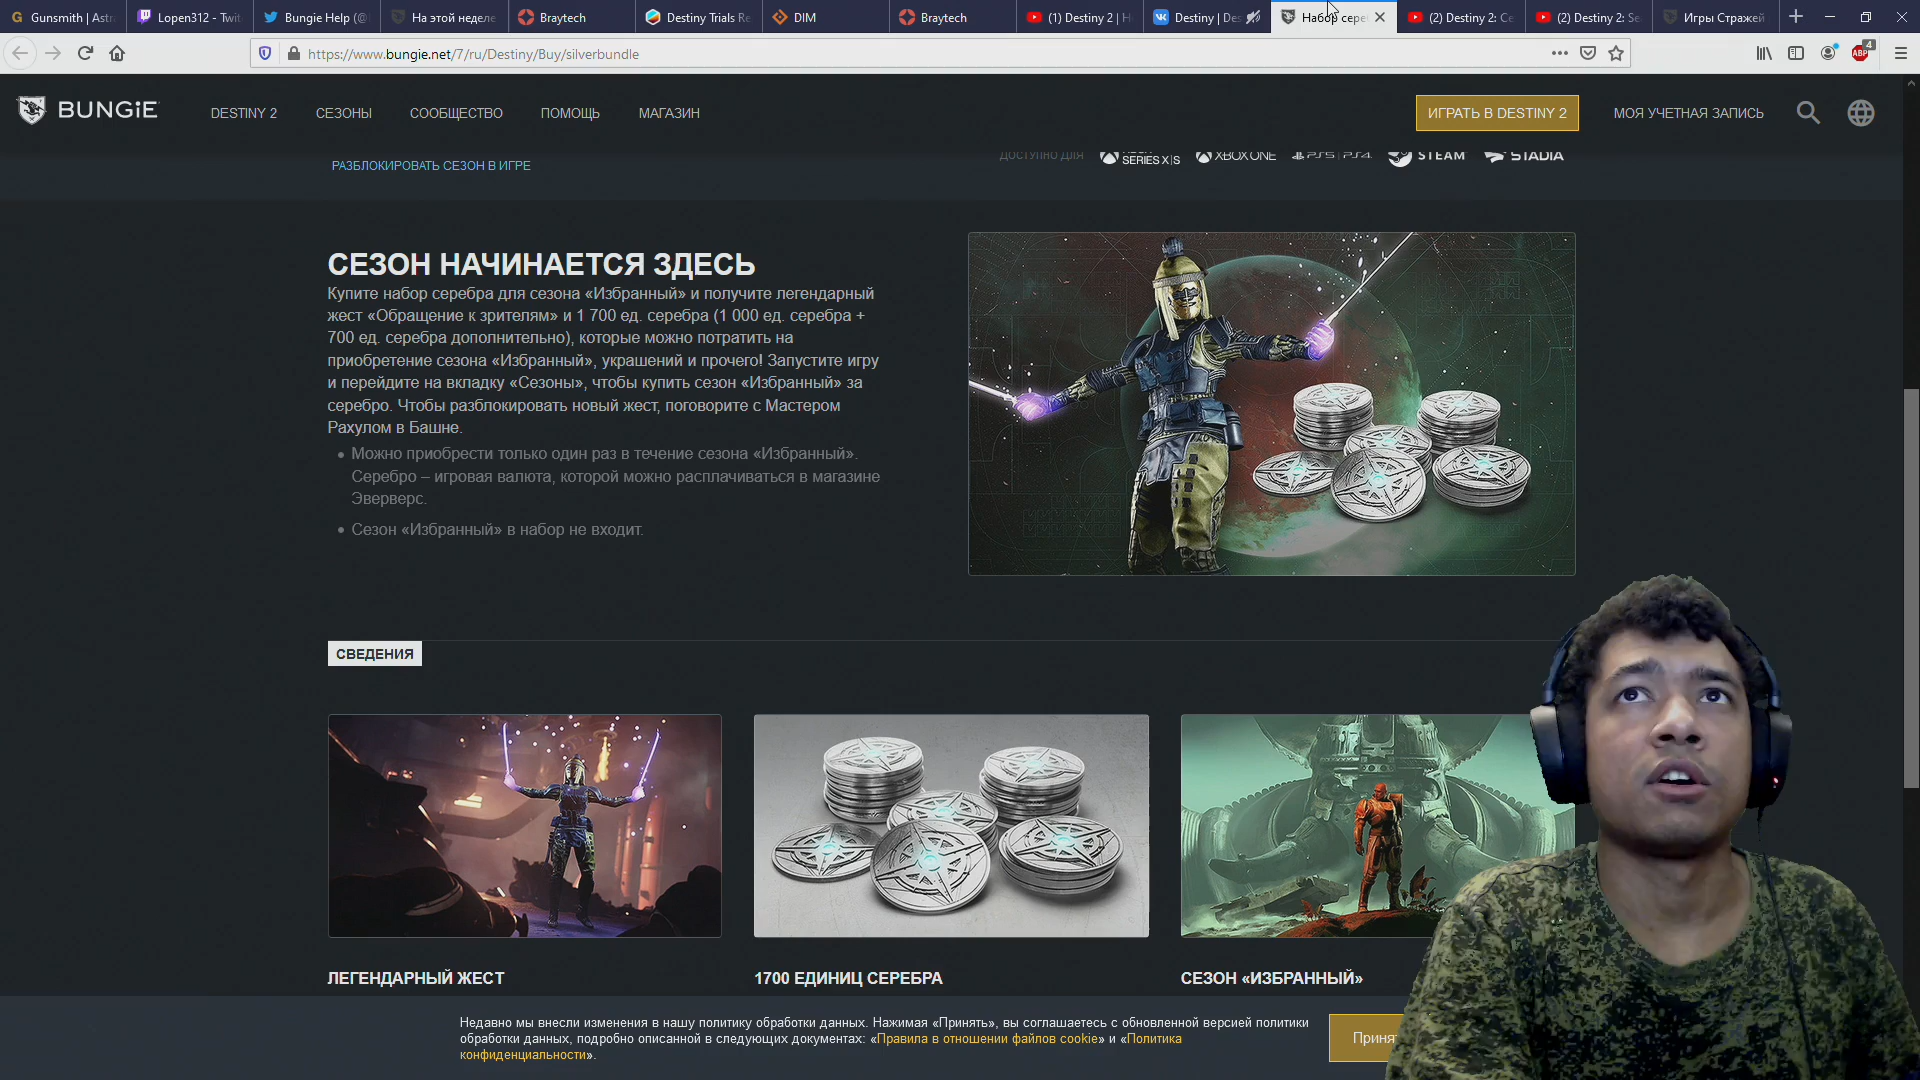 Gunsmith | Astr
Lopen312 - Twit
Bungie Help (@
На этой неделе
Braytech
Destiny Trials Re
DIM
Braytech
(1) Destiny 2 | Н
Destiny | Des
Набор сере
(2) Destiny 2: Се
(2) Destiny 2: Se
Игры Стражей
https://www.bungie.net/7/ru/Destiny/Buy/silverbundle
ABP
4
BUNGiE
DESTINY 2
СЕЗОНЫ
СООБЩЕСТВО
ПОМОЩЬ
МАГАЗИН
ИГРАТЬ В DESTINY 2
МОЯ УЧЕТНАЯ ЗАПИСЬ
РАЗБЛОКИРОВАТЬ СЕЗОН В ИГРЕ
ДОСТУПНО ДЛЯ
XBOX
SERIES X|S
XBOX ONE
PS5 | PS4
STEAM
STADIA
СЕЗОН НАЧИНАЕТСЯ ЗДЕСЬ
Купите набор серебра для сезона «Избранный» и получите легендарный
жест «Обращение к зрителям» и 1 700 ед. серебра (1 000 ед. серебра +
700 ед. серебра дополнительно), которые можно потратить на
приобретение сезона «Избранный», украшений и прочего! Запустите игру
и перейдите на вкладку «Сезоны», чтобы купить сезон «Избранный» за
серебро. Чтобы разблокировать новый жест, поговорите с Мастером
Рахулом в Башне.
• Можно приобрести только один раз в течение сезона «Избранный».
Серебро – игровая валюта, которой можно расплачиваться в магазине
Эверверс.
• Сезон «Избранный» в набор не входит.
СВЕДЕНИЯ
ЛЕГЕНДАРНЫЙ ЖЕСТ
1700 ЕДИНИЦ СЕРЕБРА
СЕЗОН «ИЗБРАННЫЙ»
Недавно мы внесли изменения в нашу политику обработки данных. Нажимая «Принять», вы соглашаетесь с обновленной версией политики
обработки данных, подробно описанной в следующих документах: «Правила в отношении файлов cookie» и «Политика
конфиденциальности».
Принят